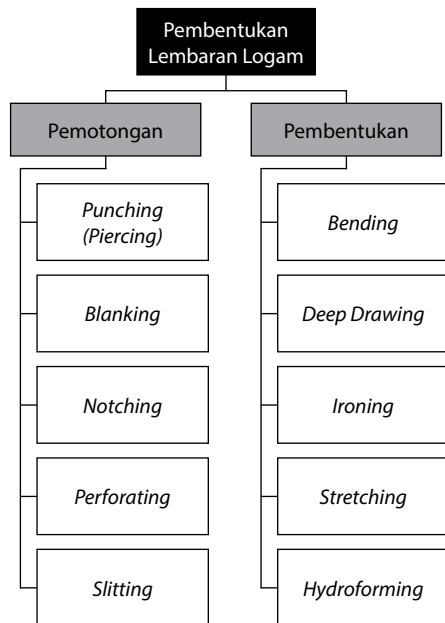 Pembentukan
Lembaran Logam
Pemotongan
Punching
(Piercing)
Blanking
Notching
Perforating
Slitting
Pembentukan
Bending
Deep Drawing
Ironing
Stretching
Hydroforming